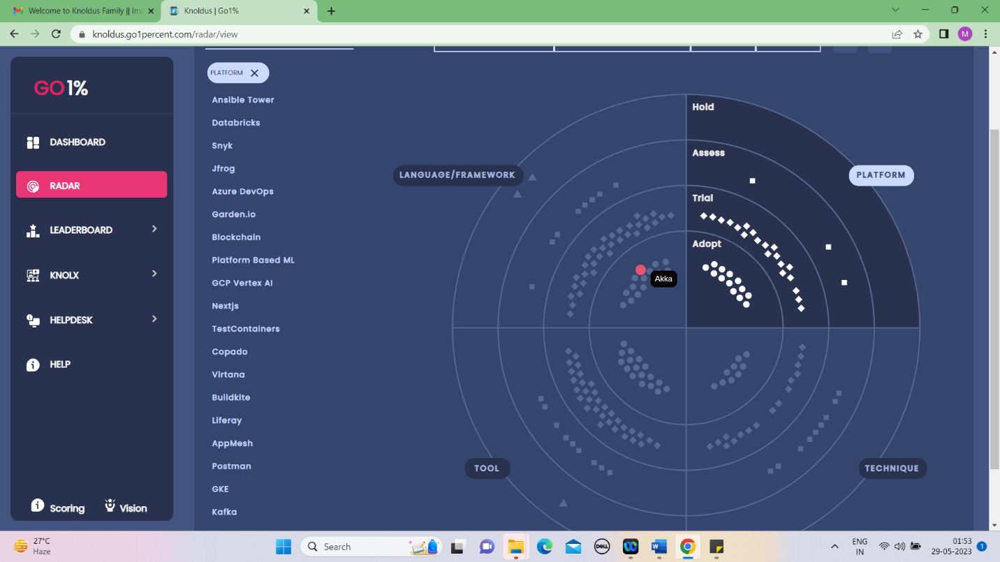 Welcome to Knoldus Family || Im
Knoldus | Go1%
knoldus.go1percent.com/radar/view
M
GO1%
DASHBOARD
RADAR
LEADERBOARD
KNOLX
HELPDESK
HELP
Scoring
Vision
PLATFORM
Ansible Tower
Databricks
Snyk
Jfrog
Azure DevOps
Garden.io
Blockchain
Platform Based ML
GCP Vertex AI
Nextjs
TestContainers
Copado
Virtana
Buildkite
Liferay
AppMesh
Postman
GKE
Kafka
Hold
Assess
Trial
Adopt
LANGUAGE/FRAMEWORK
PLATFORM
Akka
TOOL
TECHNIQUE
27°C
Haze
Search
DELL
ENG
IN
01:53
29-05-2023
1